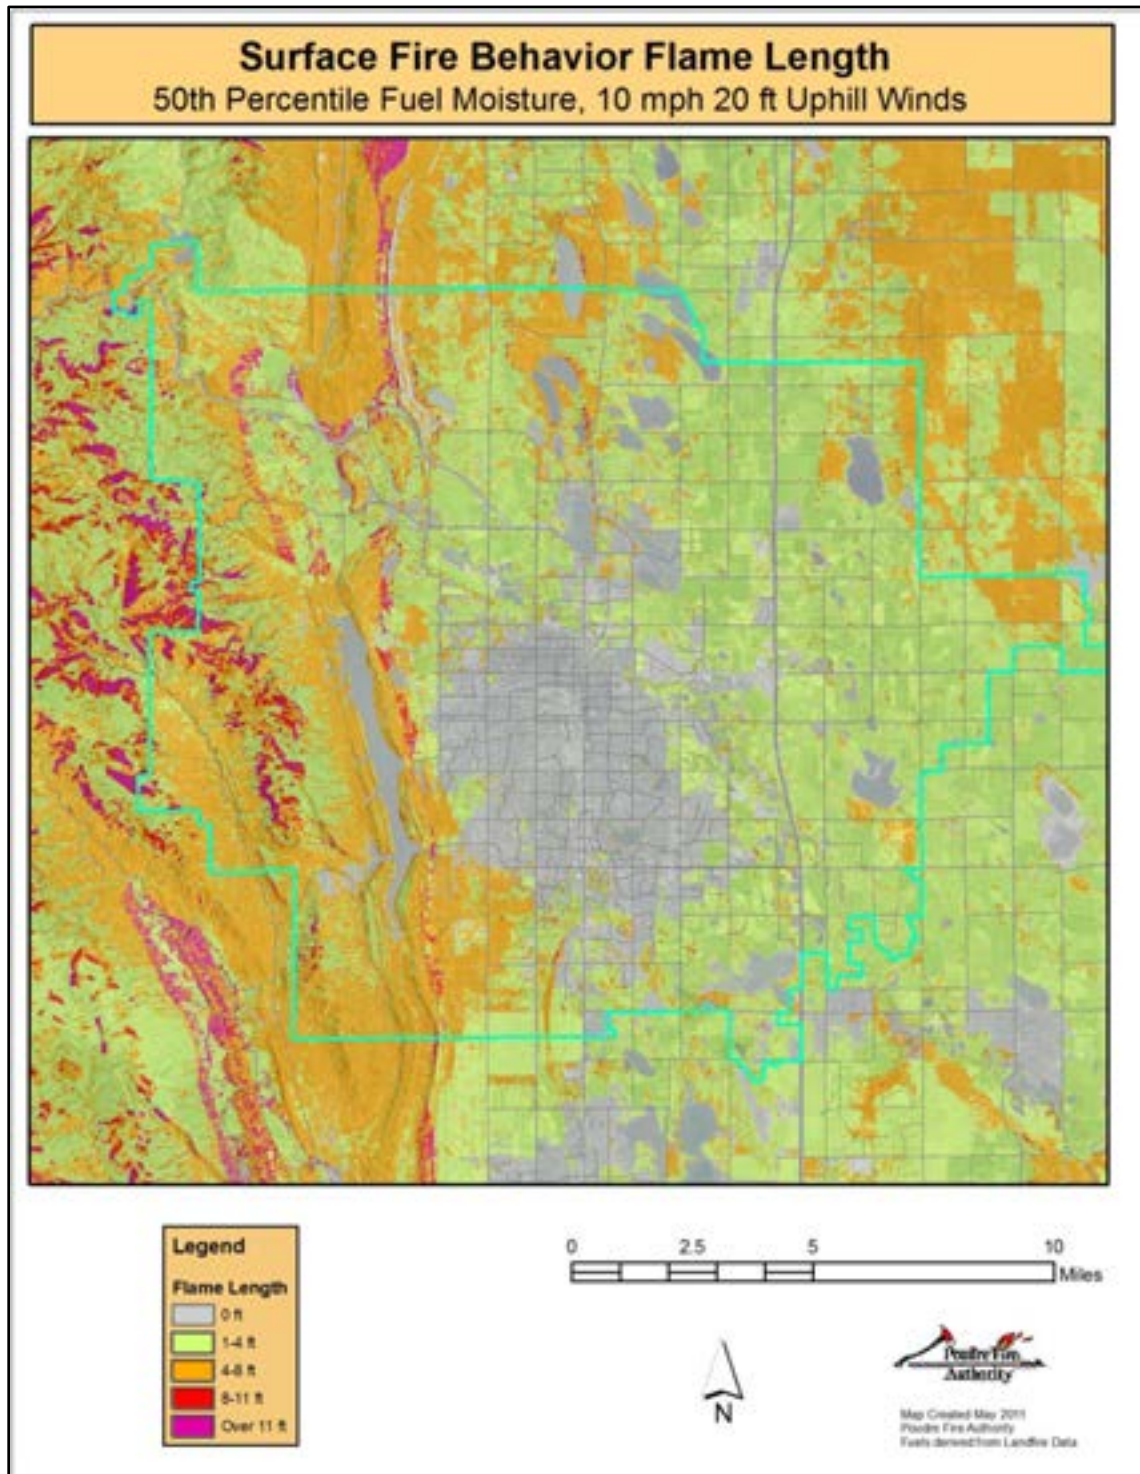 Surface Fire Behavior Flame Length
50th Percentile Fuel Moisture, 10 mph 20 ft Uphill Winds
Legend
Flame Length
0 ft
1-4 ft
4-8 ft
8-11 ft
Over 11 ft
0 2.5 5 10
Miles
N
Poudre Fire
Authority
Map Created May 2011
Poudre Fire Authority
Fuels derived from Landfire Data